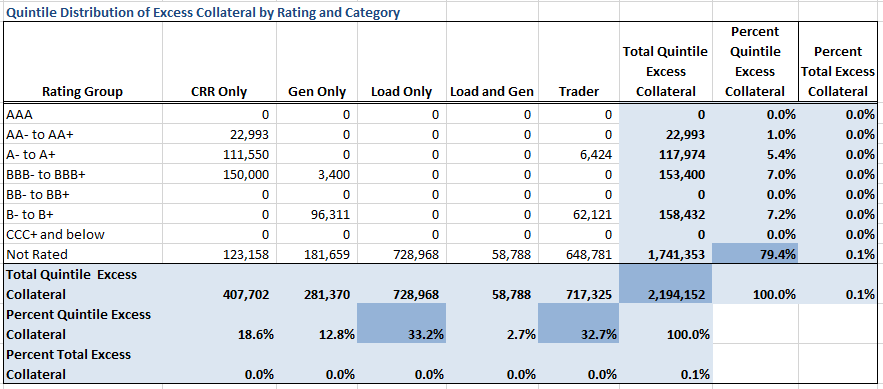 Quintile Distribution of Excess Collateral by Rating and Category
Percent
Total Quintile Quintile Percent
Excess Excess Total Excess
Rating Group CRR Only Gen Only Load Only Load and Gen Trader Collateral Collateral Collateral
AAA 0 0 0 0 0 0 0.0% 0.0%
AA- to AA+ 22,993 0 0 0 0 22,993 1.0% 0.0%
A- to A+ 111,550 0 0 0 6,424 117,974 5.4% 0.0%
BBB- to BBB+ 150,000 3,400 0 0 0 153,400 7.0% 0.0%
BB- to BB+ 0 0 0 0 0 0 0.0% 0.0%
B- to B+ 0 96,311 0 0 62,121 158,432 7.2% 0.0%
CCC+ and below 0 0 0 0 0 0 0.0% 0.0%
Not Rated 123,158 181,659 728,968 58,788 648,781 1,741,353 79.4% 0.1%
Total Quintile Excess
Collateral 407,702 281,370 728,968 58,788 717,325 2,194,152 100.0% 0.1%
Percent Quintile Excess
Collateral 18.6% 12.8% 33.2% 2.7% 32.7% 100.0%
Percent Total Excess
Collateral 0.0% 0.0% 0.0% 0.0% 0.0% 0.1%